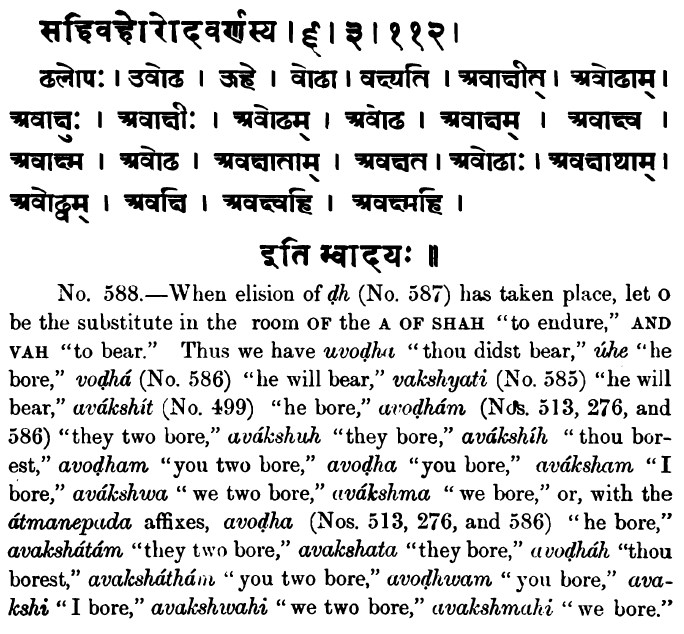 सहिवहोरोद्वर्णस्य । ६ । ३ । ११२ ।
ढलोपः । उवोढ । ऊहे । वोढा । वक्ष्यति । अवाक्षीत् । अवोढाम् ।
अवाक्षुः । अवाक्षीः । अवोढम् । अवोढ । अवाक्षम् । अवाक्ष्व ।
अवाक्ष्म । अवोढ । अवक्षाताम् । अवक्षत । अवोढाः । अवक्षाथाम् ।
अवोढ्वम् । अवक्षि । अवक्ष्वहि । अवक्ष्महि ।
इति भ्वादयः ॥
No. 588.—When elision of ḍh (No. 587) has taken place, let o
be the substitute in the room OF the A OF SHAH “to endure,” AND
VAH “to bear.” Thus we have uvoḍha “thou didst bear,” úhe “he
bore,” voḍhá (No. 586) “he will bear,” vakshyati (No. 585) “he will
bear,” avákshít (No. 499) “he bore,” avoḍhám (Nos. 513, 276, and
586) “they two bore,” avákshuh “they bore,” avákshíh “thou bor-
est,” avoḍham “you two bore,” avoḍha “you bore,” aváksham “I
bore,” avákshwa “we two bore,” avákshma “we bore,” or, with the
átmanepada affixes, avoḍha (Nos. 513, 276, and 586) “he bore,”
avakshátám “they two bore,” avakshata “they bore,” avoḍháh “thou
borest,” avaksháthám “you two bore,” avoḍhwam “you bore,” ava-
kshi “I bore,” avakshwahi “we two bore,” avakshmahi “we bore.”